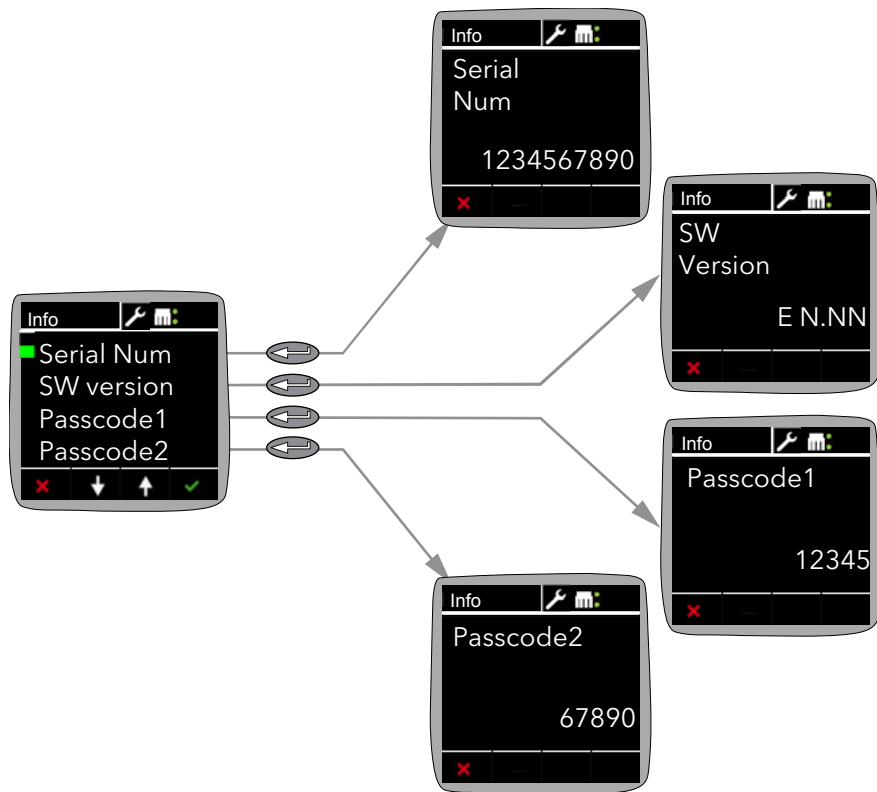 Info
Serial
Num
1234567890
Info
SW
Version
E N.NN
Info
Serial Num
SW version
Passcode1
Passcode2
Info
Passcode1
12345
Info
Passcode2
67890